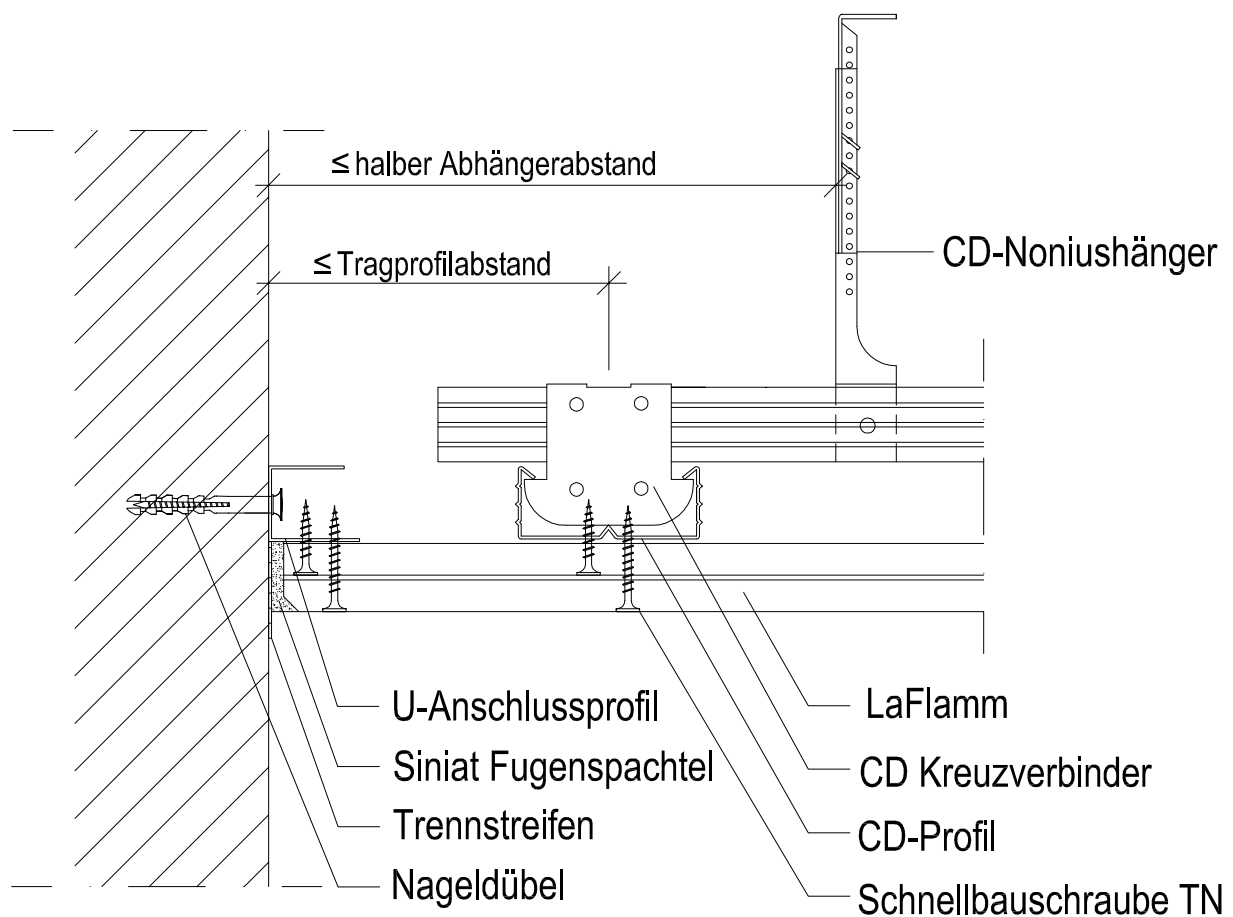 ≤ halber Abhängerabstand
CD-Noniushänger
≤ Tragprofilabstand
U-Anschlussprofil
Siniat Fugenspachtel
Trennstreifen
Nageldübel
LaFlamm
CD Kreuzverbinder
CD-Profil
Schnellbauschraube TN